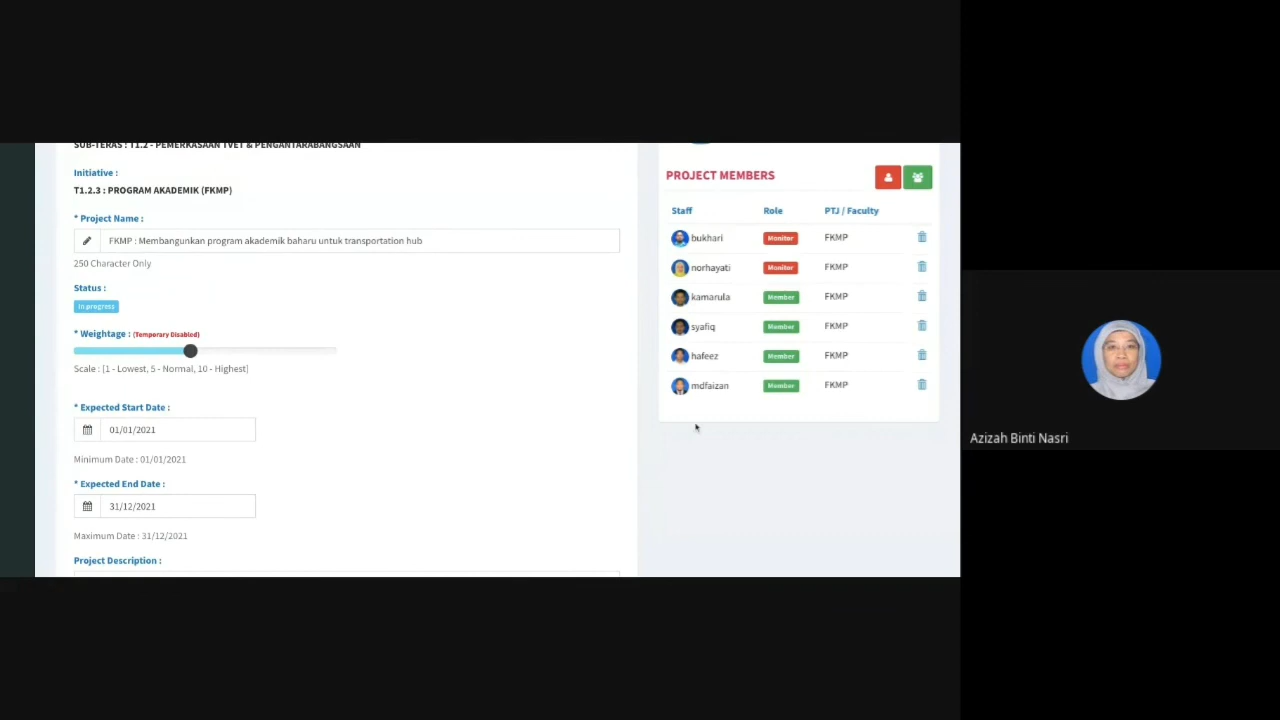 SUB-TERAS : T1.2 - PEMERKASAAN TVET & PENGANTARABANGSAAN
Initiative :
T1.2.3 : PROGRAM AKADEMIK (FKMP)
* Project Name :
FKMP : Membangunkan program akademik baharu untuk transportation hub
250 Character Only
Status :
In progress
* Weightage : (Temporary Disabled)
Scale : [1 - Lowest, 5 - Normal, 10 - Highest]
* Expected Start Date :
01/01/2021
Minimum Date : 01/01/2021
* Expected End Date :
31/12/2021
Maximum Date : 31/12/2021
Project Description :
PROJECT MEMBERS
Staff Role PTJ / Faculty
bukhari Monitor FKMP
norhayati Monitor FKMP
kamarula Member FKMP
syafiq Member FKMP
hafeez Member FKMP
mdfaizan Member FKMP
Azizah Binti Nasri